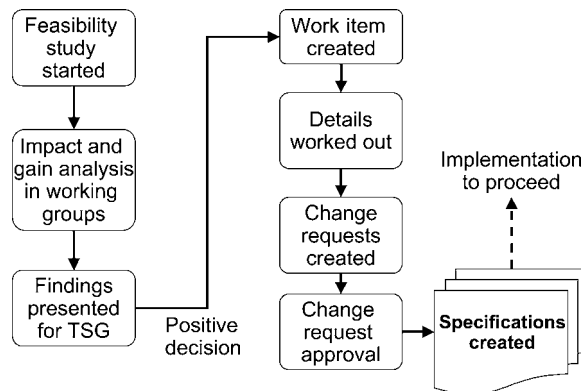 Feasibility
study
started
Impact and
gain analysis
in working
groups
Findings
presented
for TSG
Positive
decision
Work item
created
Details
worked out
Change
requests
created
Change
request
approval
Implementation
to proceed
Specifications
created